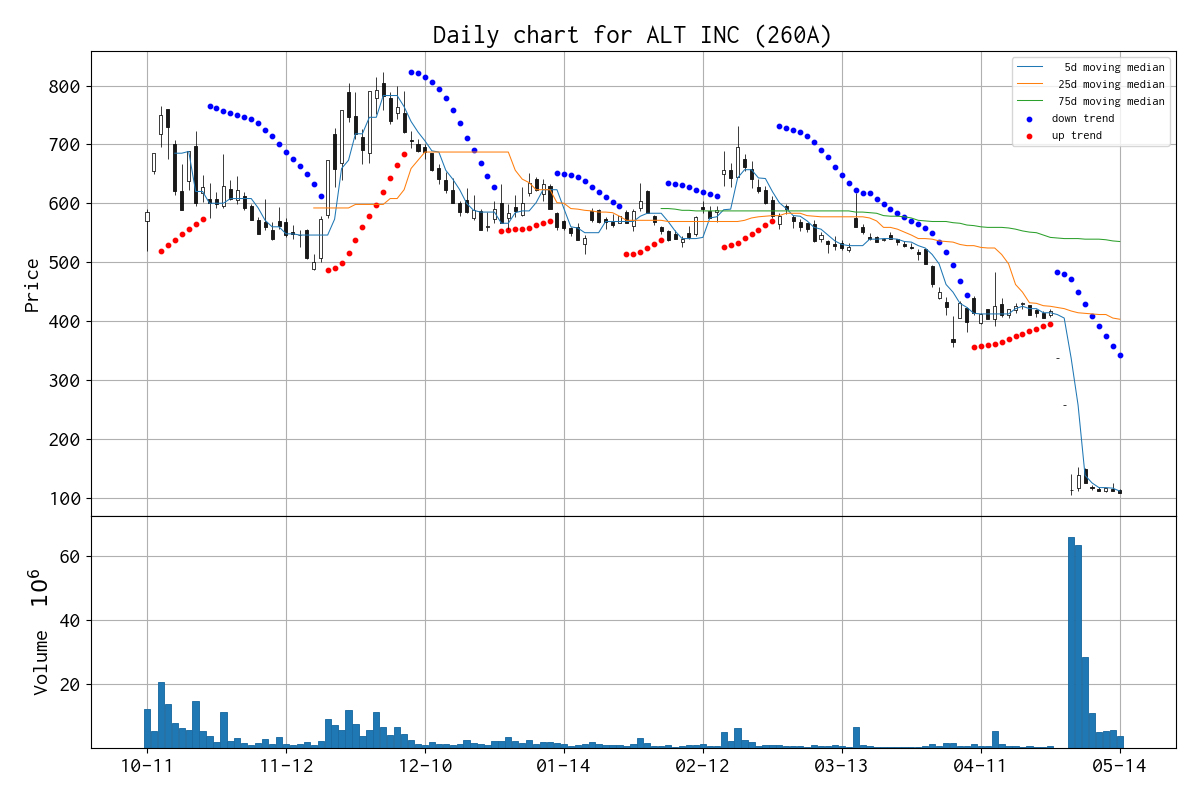 Daily chart for ALT INC (260A)
5d moving median
25d moving median
75d moving median
down trend
up trend
Price
800
700
600
500
400
300
200
100
Volume 10^6
60
40
20
10-11 11-12 12-10 01-14 02-12 03-13 04-11 05-14